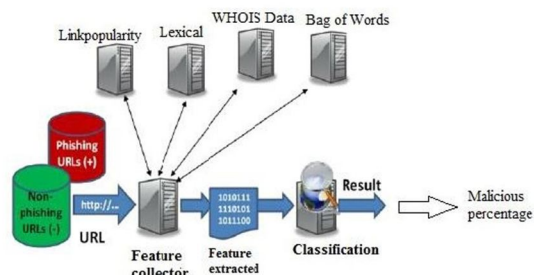 Linkpopularity
Lexical
WHOIS Data
Bag of Words
Phishing
URLs (+)
Non-
phishing
URLs (-)
http://...
URL
Feature
collector
1010111
1110101
1011100
Feature
extracted
Classification
Result
Malicious
percentage